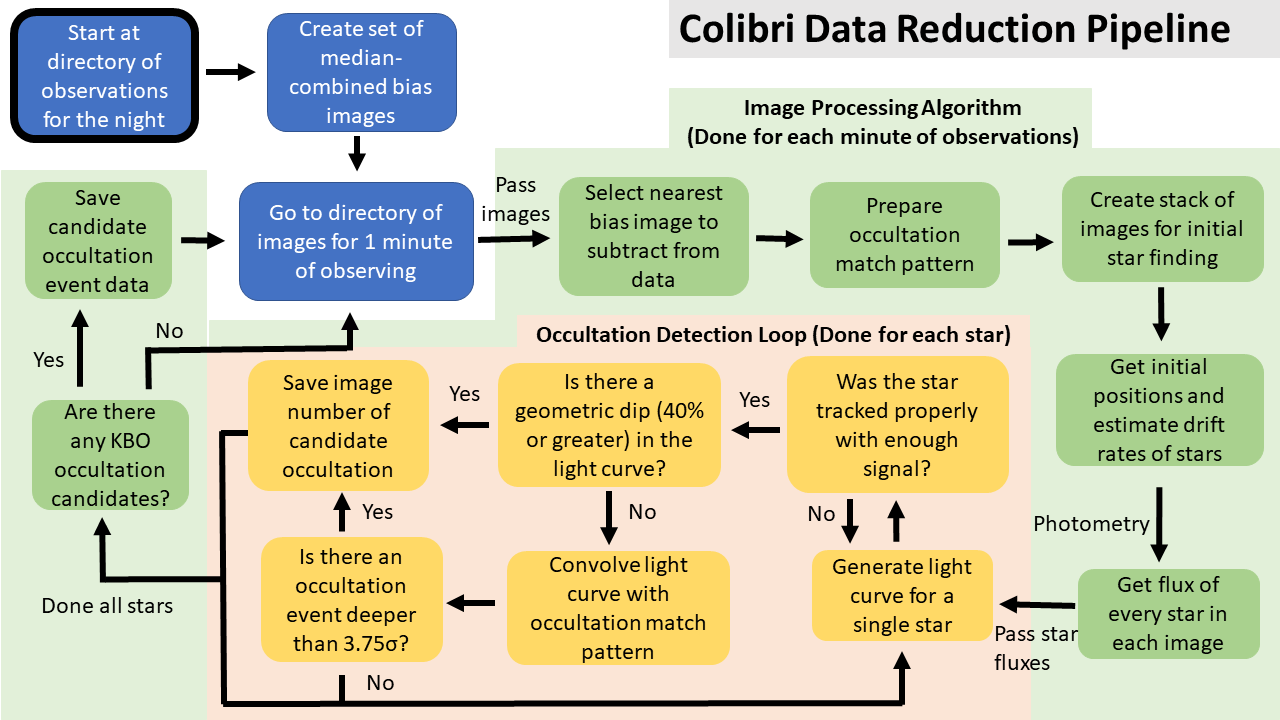 Colibri Data Reduction Pipeline
Start at
directory of
observations
for the night
Create set of
median-
combined bias
images
Image Processing Algorithm
(Done for each minute of observations)
Save
candidate
occultation
event data
Go to directory of
images for 1 minute
of observing
Pass
images
Select nearest
bias image to
subtract from
data
Prepare
occultation
match pattern
Create stack of
images for initial
star finding
No
Yes
Occultation Detection Loop (Done for each star)
Are there
any KBO
occultation
candidates?
Save image
number of
candidate
occultation
Yes
Is there a
geometric dip (40%
or greater) in the
light curve?
Yes
Was the star
tracked properly
with enough
signal?
Get initial
positions and
estimate drift
rates of stars
Yes
No
No
Photometry
Done all stars
Is there an
occultation
event deeper
than 3.75σ?
Convolve light
curve with
occultation match
pattern
Generate light
curve for a
single star
Pass star
fluxes
Get flux of
every star in
each image
No